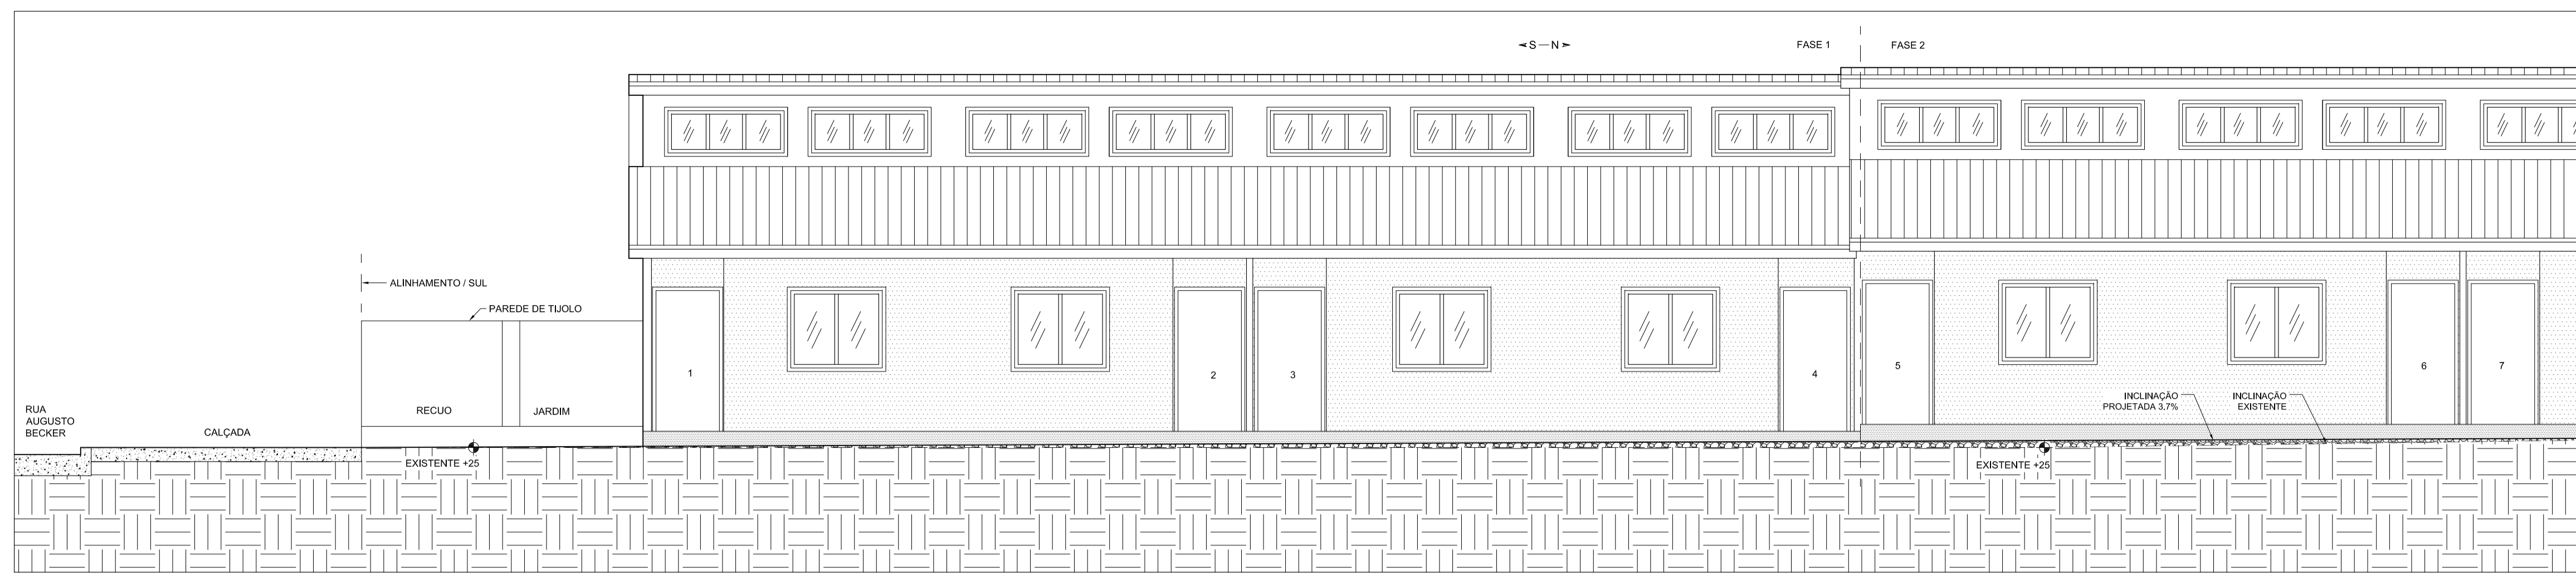 S — N
FASE 1
FASE 2
ALINHAMENTO / SUL
PAREDE DE TIJOLO
1
2
3
4
5
6
7
RUA
AUGUSTO
BECKER
CALÇADA
RECUO
JARDIM
INCLINAÇÃO
PROJETADA 3,7%
INCLINAÇÃO
EXISTENTE
EXISTENTE +25
EXISTENTE +25